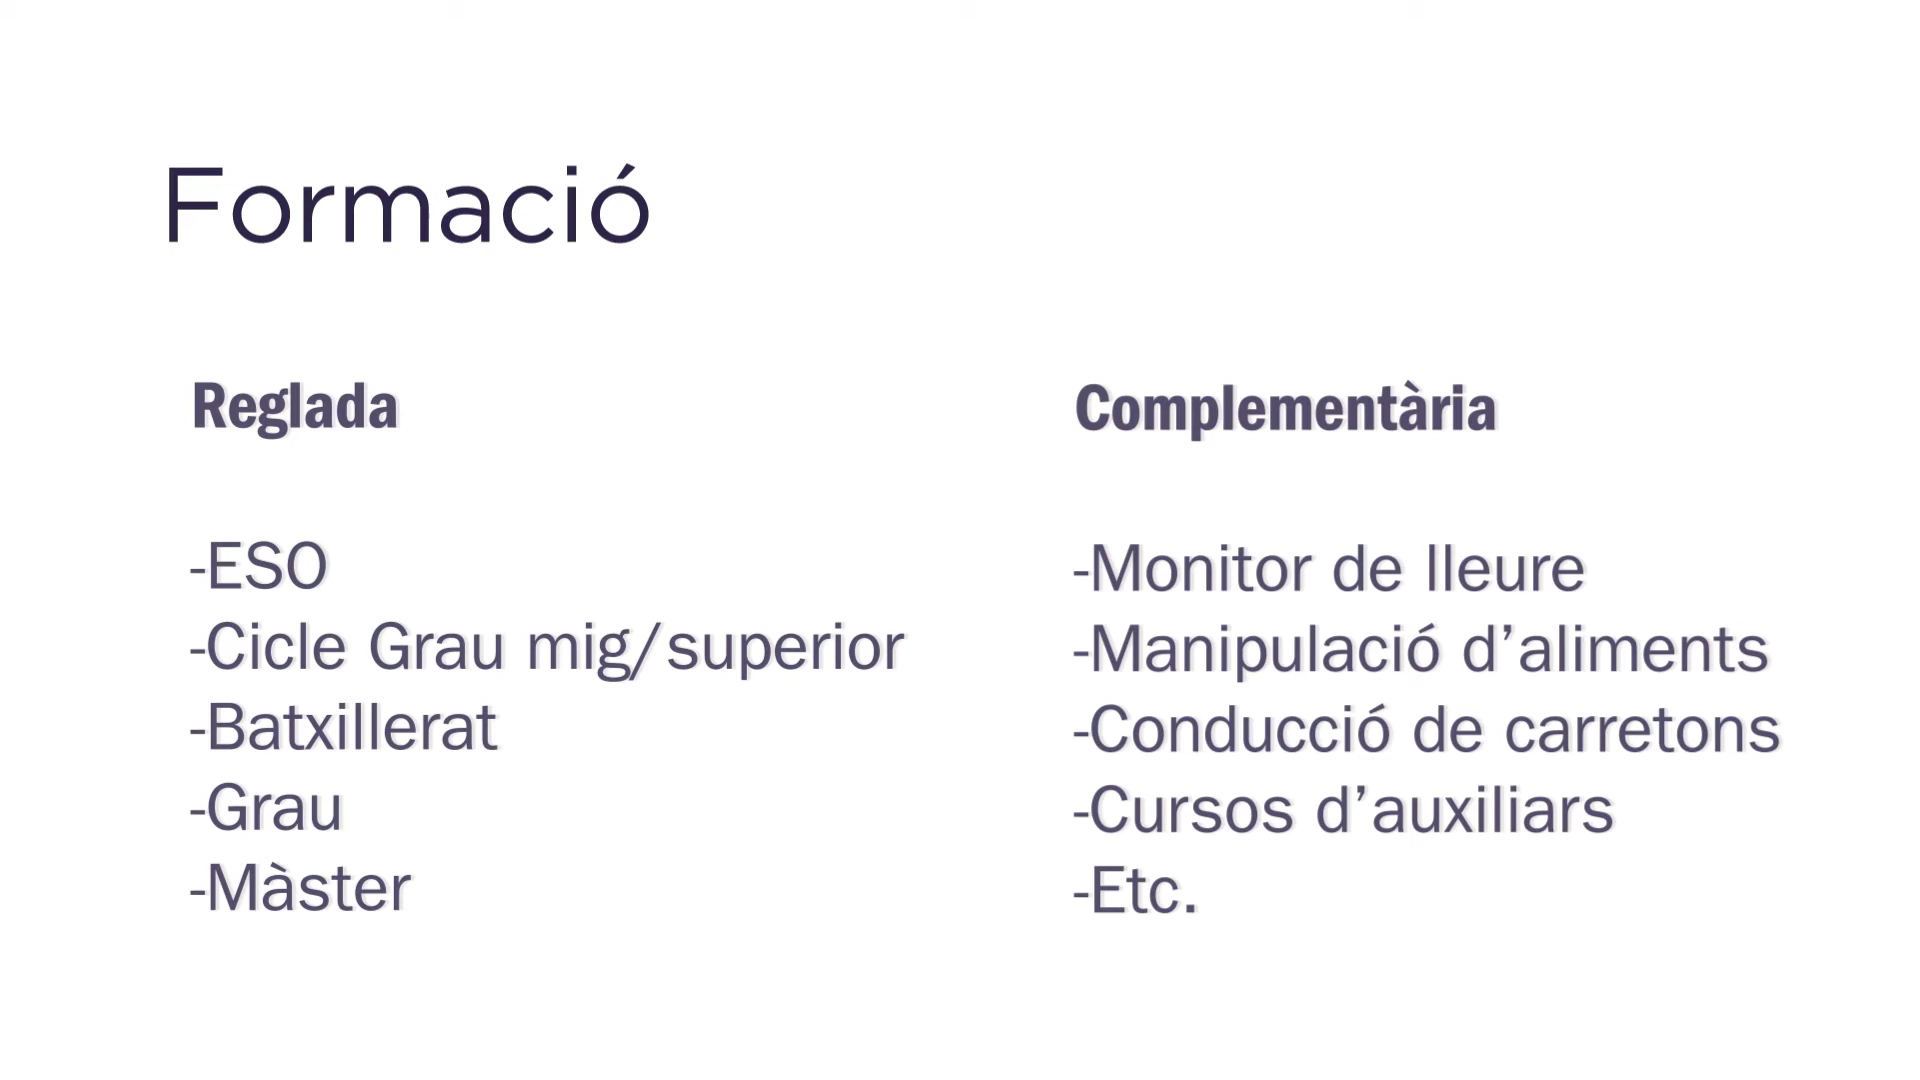 Formació
Reglada
-ESO
-Cicle Grau mig/superior
-Batxillerat
-Grau
-Màster
Complementària
-Monitor de lleure
-Manipulació d’aliments
-Conducció de carretons
-Cursos d’auxiliars
-Etc.